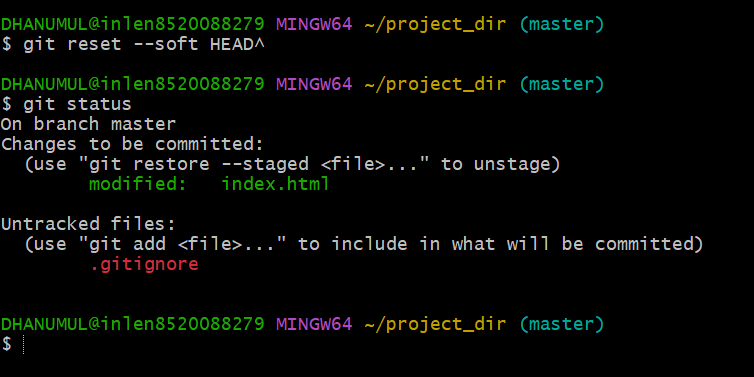 DHANUMUL@inlen8520088279 MINGW64 ~/project_dir (master)
$ git reset --soft HEAD^
DHANUMUL@inlen8520088279 MINGW64 ~/project_dir (master)
$ git status
On branch master
Changes to be committed:
  (use "git restore --staged <file>..." to unstage)
        modified:   index.html
Untracked files:
  (use "git add <file>..." to include in what will be committed)
        .gitignore
DHANUMUL@inlen8520088279 MINGW64 ~/project_dir (master)
$